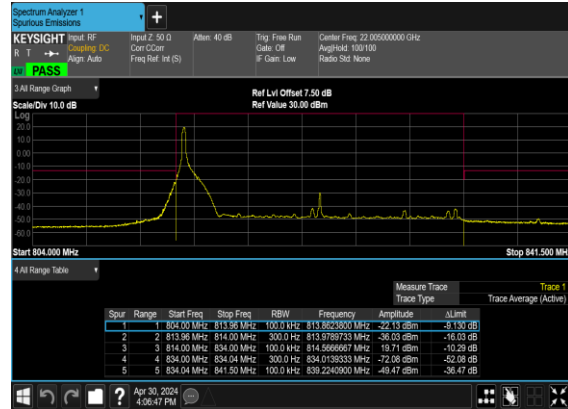 Spectrum Analyzer 1
Spurious Emissions
KEYSIGHT Input: RF Input Z: 50 Ω Atten: 40 dB Trig: Free Run Center Freq: 22.005000000 GHz
R T Coupling: DC Corr CCorr Gate: Off Avg|Hold: 100/100
Align: Auto Freq Ref: Int (S) IF Gain: Low Radio Std: None
PASS
3 All Range Graph
Ref Lvl Offset 7.50 dB
Scale/Div 10.0 dB Ref Value 30.00 dBm
Log
20.0
10.0
0.00
-10.0
-20.0
-30.0
-40.0
-50.0
-60.0
Start 804.000 MHz Stop 841.500 MH
4 All Range Table
Measure Trace Trace 1
Trace Type Trace Average (Active)
Spur Range Start Freq Stop Freq RBW Frequency Amplitude ΔLimit
1 1 804.00 MHz 813.96 MHz 100.0 kHz 813.8623800 MHz -22.13 dBm -9.130 dB
2 2 813.96 MHz 814.00 MHz 300.0 Hz 813.9789733 MHz -36.03 dBm -16.03 dB
3 3 814.00 MHz 834.00 MHz 100.0 kHz 814.5666667 MHz 19.71 dBm -10.29 dB
4 4 834.00 MHz 834.04 MHz 300.0 Hz 834.0139333 MHz -72.08 dBm -52.08 dB
5 5 834.04 MHz 841.50 MHz 100.0 kHz 839.2240900 MHz -49.47 dBm -36.47 dB
? Apr 30, 2024
4:06:47 PM